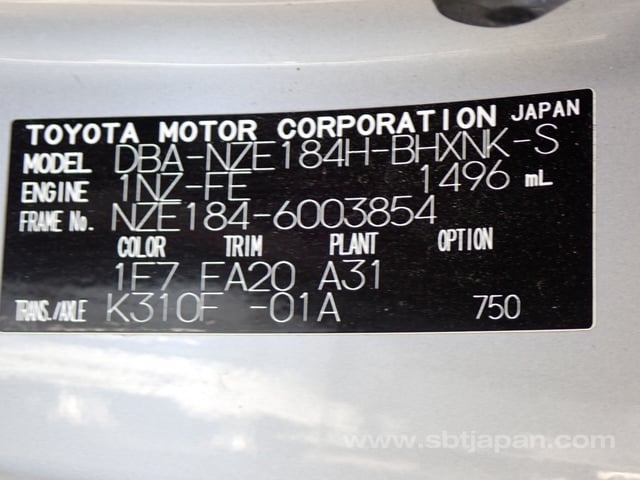 TOYOTA MOTOR CORPORATION JAPAN
MODEL DBA-NZE184H-BHXNK-S
ENGINE 1NZ-FE 1496 mL
FRAME No. NZE184-6003854
COLOR TRIM PLANT OPTION
1F7 FA20 A31
TRANS./AXLE K310F -01A 750
www.sbtjapan.com